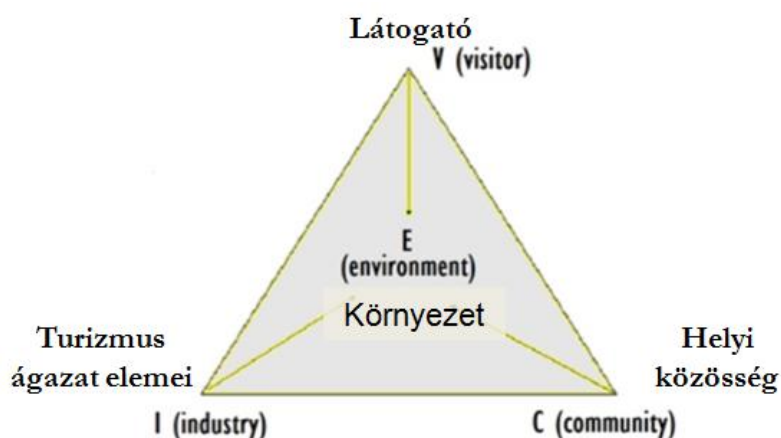 Látogató
V (visitor)
E
(environment)
Környezet
Turizmus
ágazat elemei
Helyi
közösség
I (industry)
C (community)